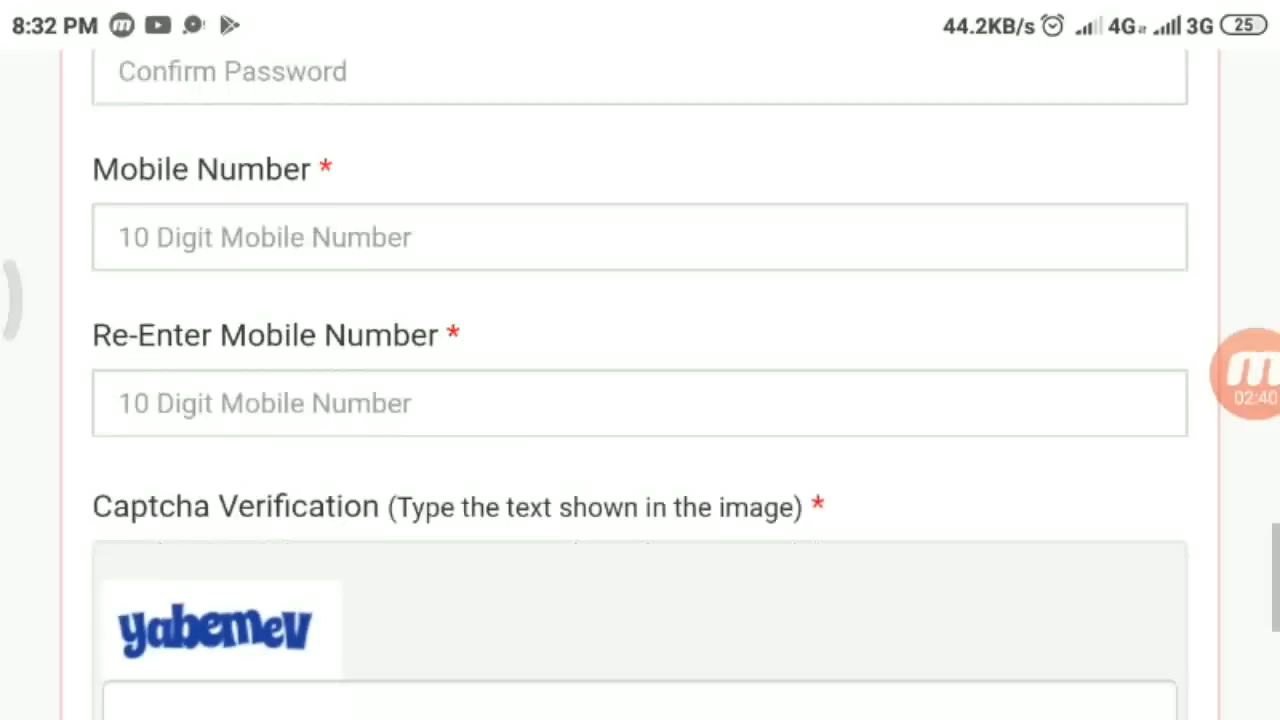 8:32 PM 44.2KB/s 4G 3G 25
Confirm Password
Mobile Number *
10 Digit Mobile Number
Re-Enter Mobile Number *
10 Digit Mobile Number
02:40
Captcha Verification (Type the text shown in the image) *
yabemev